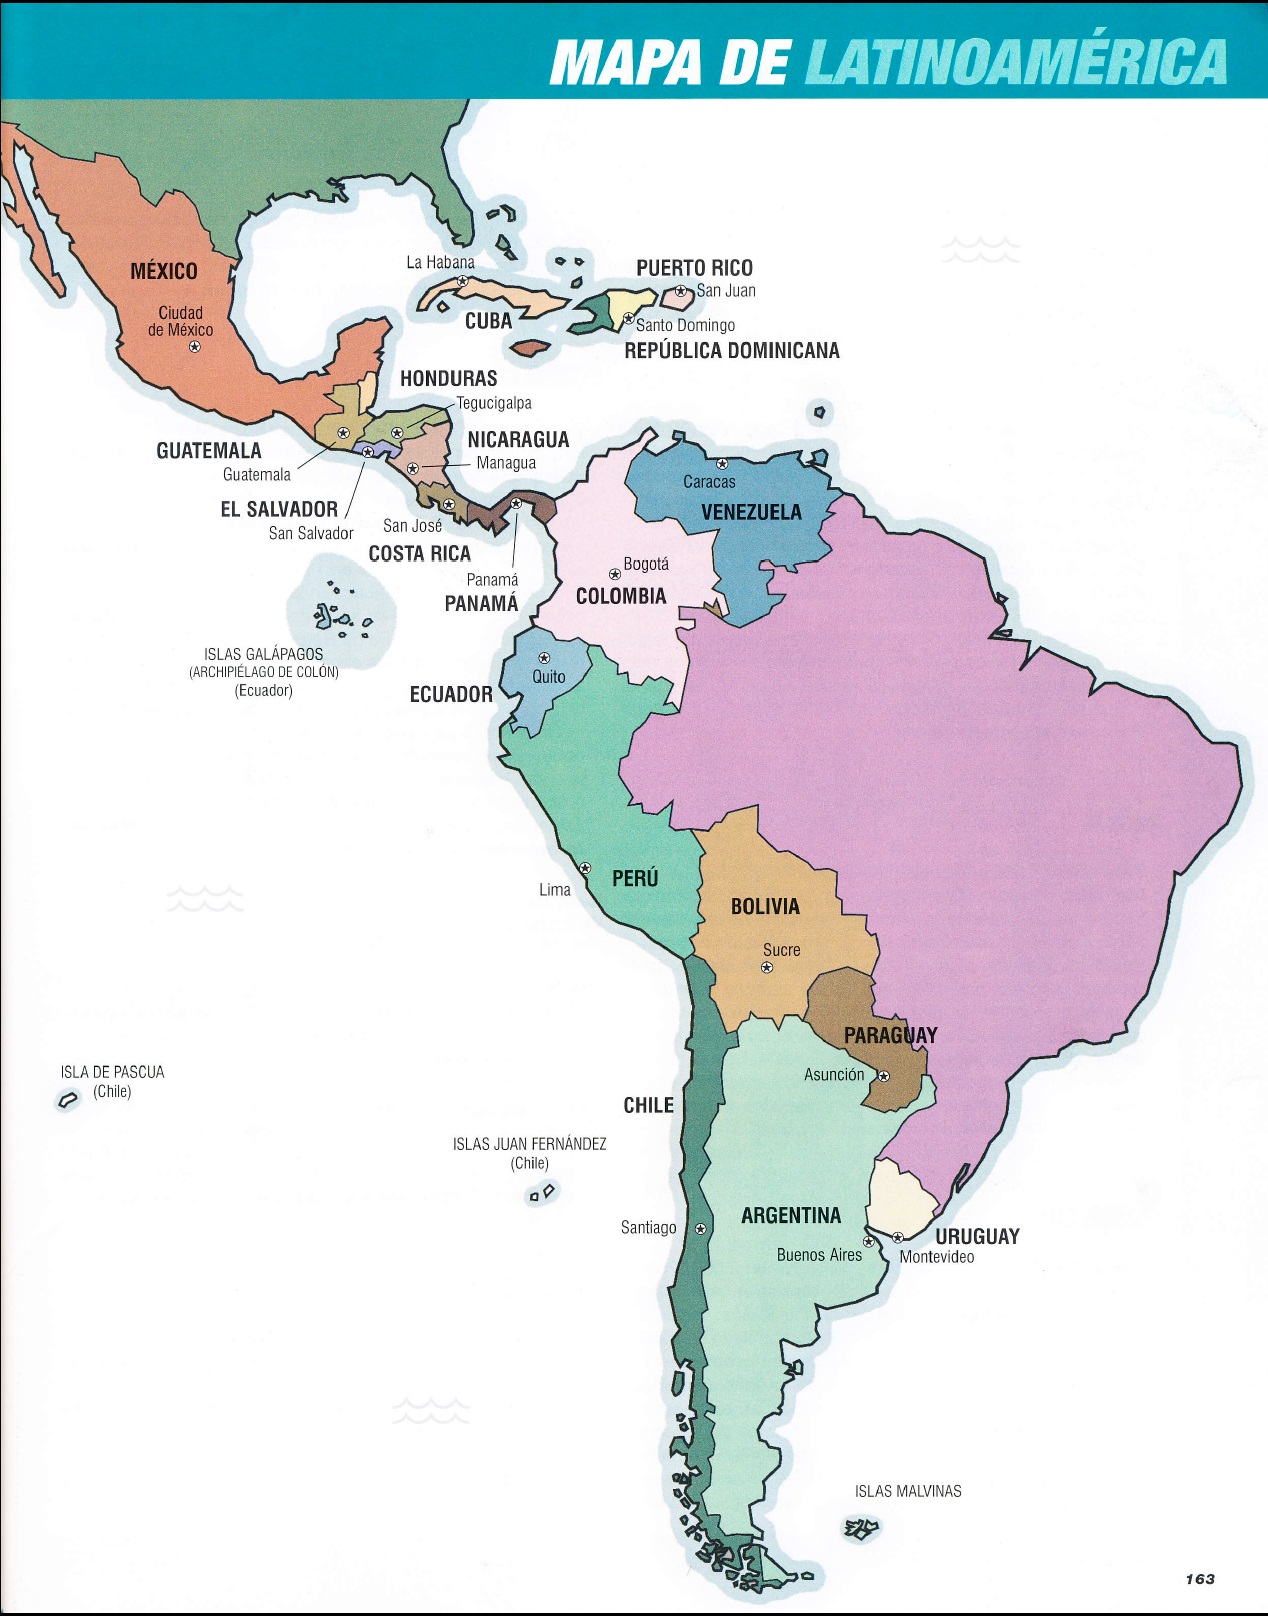 MAPA DE LATINOAMÉRICA
MÉXICO
Ciudad
de México
La Habana
CUBA
PUERTO RICO
San Juan
Santo Domingo
REPÚBLICA DOMINICANA
HONDURAS
Tegucigalpa
GUATEMALA
Guatemala
NICARAGUA
Managua
EL SALVADOR
San Salvador
San José
COSTA RICA
Panamá
PANAMÁ
Caracas
VENEZUELA
Bogotá
COLOMBIA
ISLAS GALÁPAGOS
(ARCHIPIÉLAGO DE COLÓN)
(Ecuador)
Quito
ECUADOR
Lima
PERÚ
BOLIVIA
Sucre
PARAGUAY
Asunción
ISLA DE PASCUA
(Chile)
CHILE
ISLAS JUAN FERNÁNDEZ
(Chile)
Santiago
ARGENTINA
Buenos Aires
URUGUAY
Montevideo
ISLAS MALVINAS
163